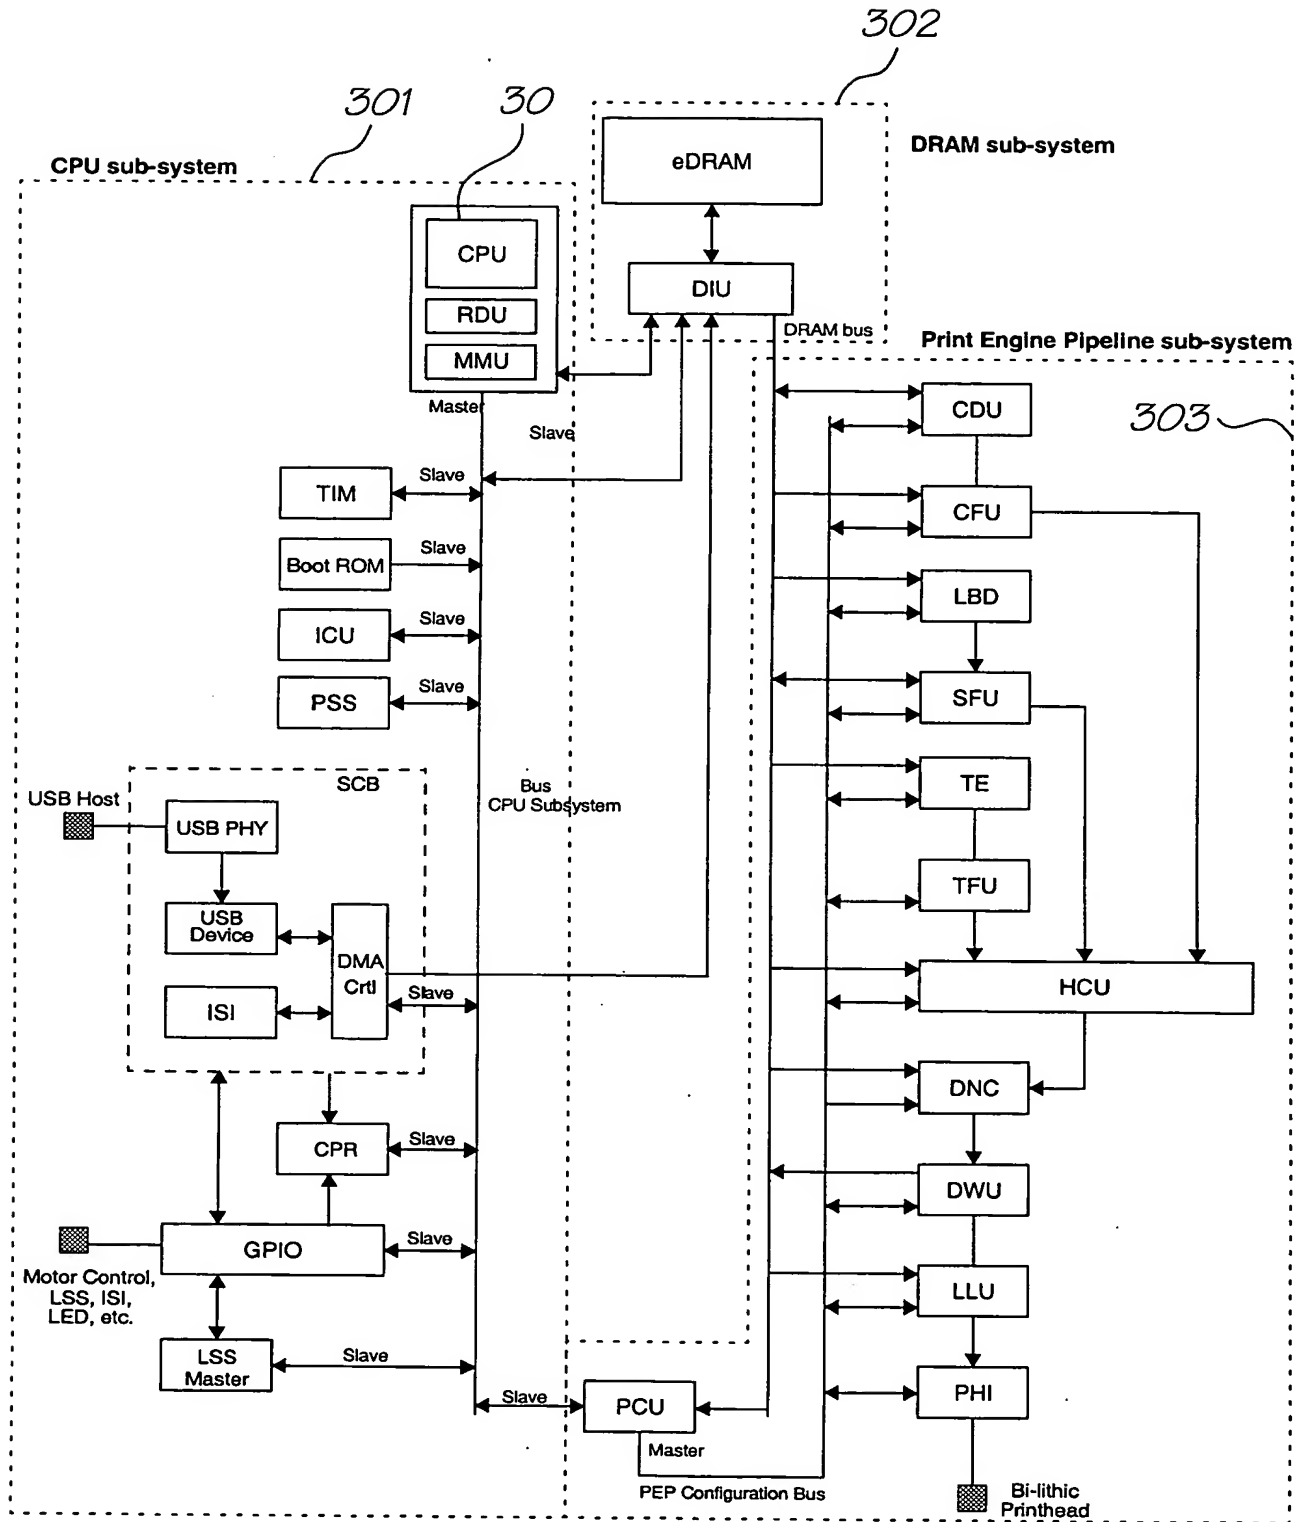 302
301
30
CPU sub-system
eDRAM
DRAM sub-system
CPU
DIU
RDU
DRAM bus
MMU
Print Engine Pipeline sub-system
Master
Slave
CDU
303
TIM
Slave
CFU
Boot ROM
Slave
LBD
ICU
Slave
PSS
Slave
SFU
SCB
Bus
CPU Subsystem
TE
USB Host
USB PHY
TFU
USB
Device
DMA
Crtl
Slave
HCU
ISI
DNC
CPR
Slave
DWU
GPIO
Slave
Motor Control,
LSS, ISI,
LED, etc.
LLU
LSS
Master
Slave
Slave
PCU
PHI
Master
PEP Configuration Bus
Bi-lithic
Printhead